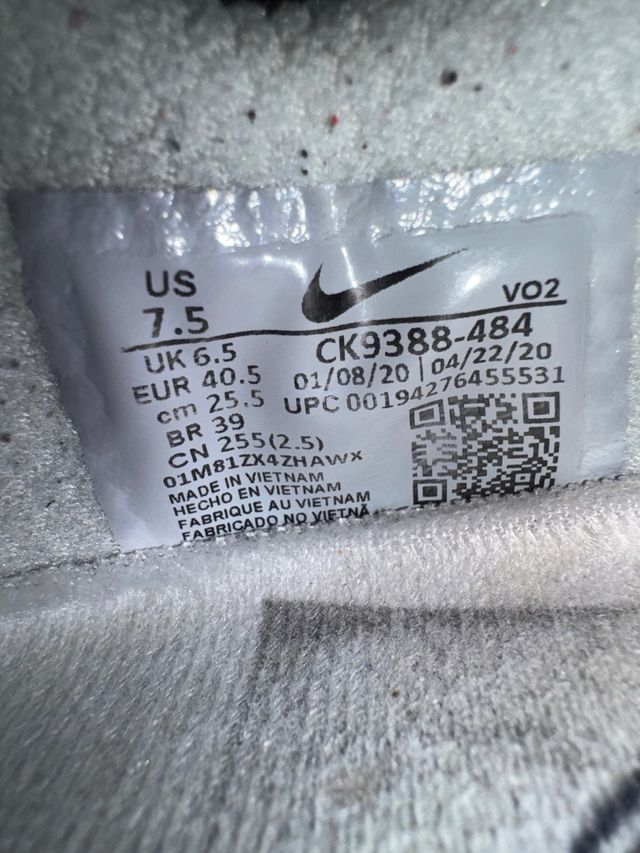 US
7.5
VO2
UK 6.5
EUR 40.5
cm 25.5
BR 39
CN 255(2.5)
CK9388-484
01/08/20 | 04/22/20
UPC 00194276455531
01M81ZX4ZHAWX
MADE IN VIETNAM
HECHO EN VIETNAM
FABRIQUE AU VIETNAM
FABRICADO NO VIETNÃ